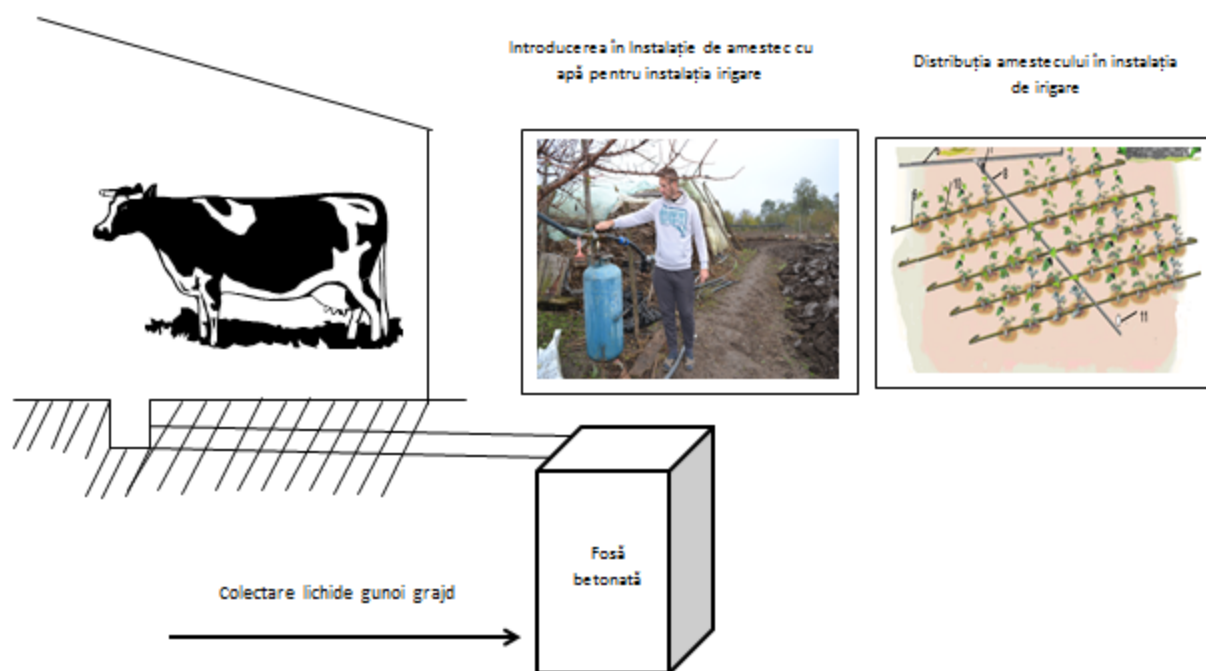 Introducerea în Instalație de amestec cu
apă pentru instalația irigare
Distribuția amestecului în instalația
de irigare
11
Fosă
betonată
Colectare lichide gunoi grajd